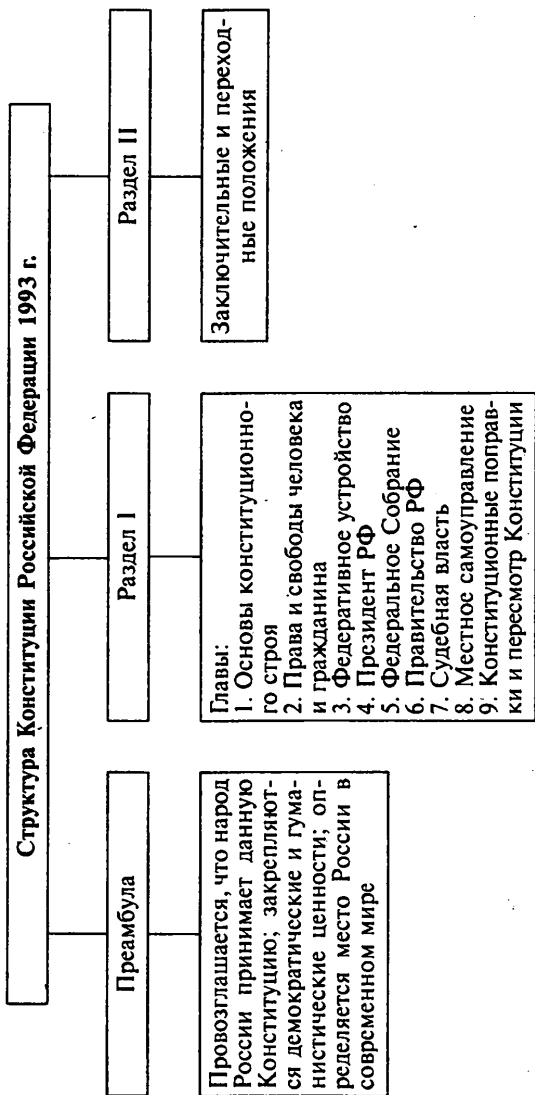 Структура Конституции Российской Федерации 1993 г.
Преамбула
Провозглашается, что народ
России принимает данную
Конституцию; закрепляют-
ся демократические и гума-
нистические ценности; оп-
ределяется место России в
современном мире
Раздел I
Главы:
1. Основы конституционно-
го строя
2. Права и свободы человека
и гражданина
3. Федеративное устройство
4. Президент РФ
5. Федеральное Собрание
6. Правительство РФ
7. Судебная власть
8. Местное самоуправление
9. Конституционные поправ-
ки и пересмотр Конституции
Раздел II
Заключительные и переход-
ные положения